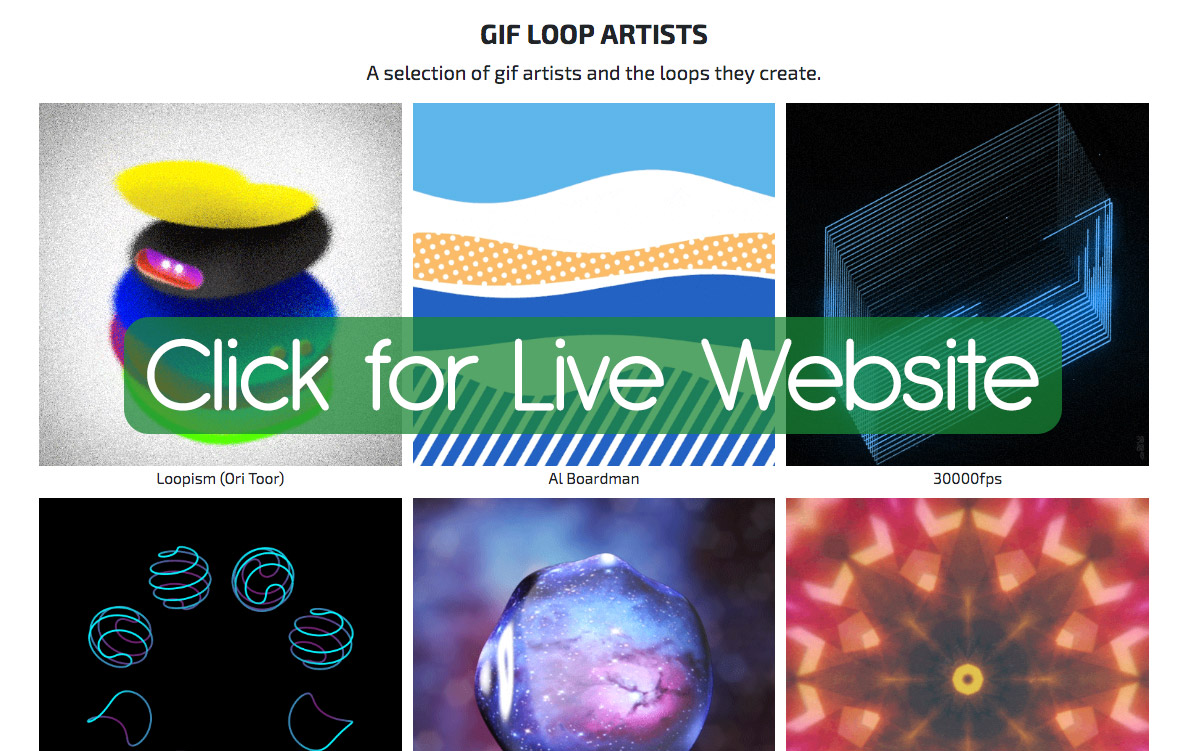 GIF LOOP ARTISTS
A selection of gif artists and the loops they create.
Click for Live Website
Loopism (Ori Toor)
Al Boardman
30000fps